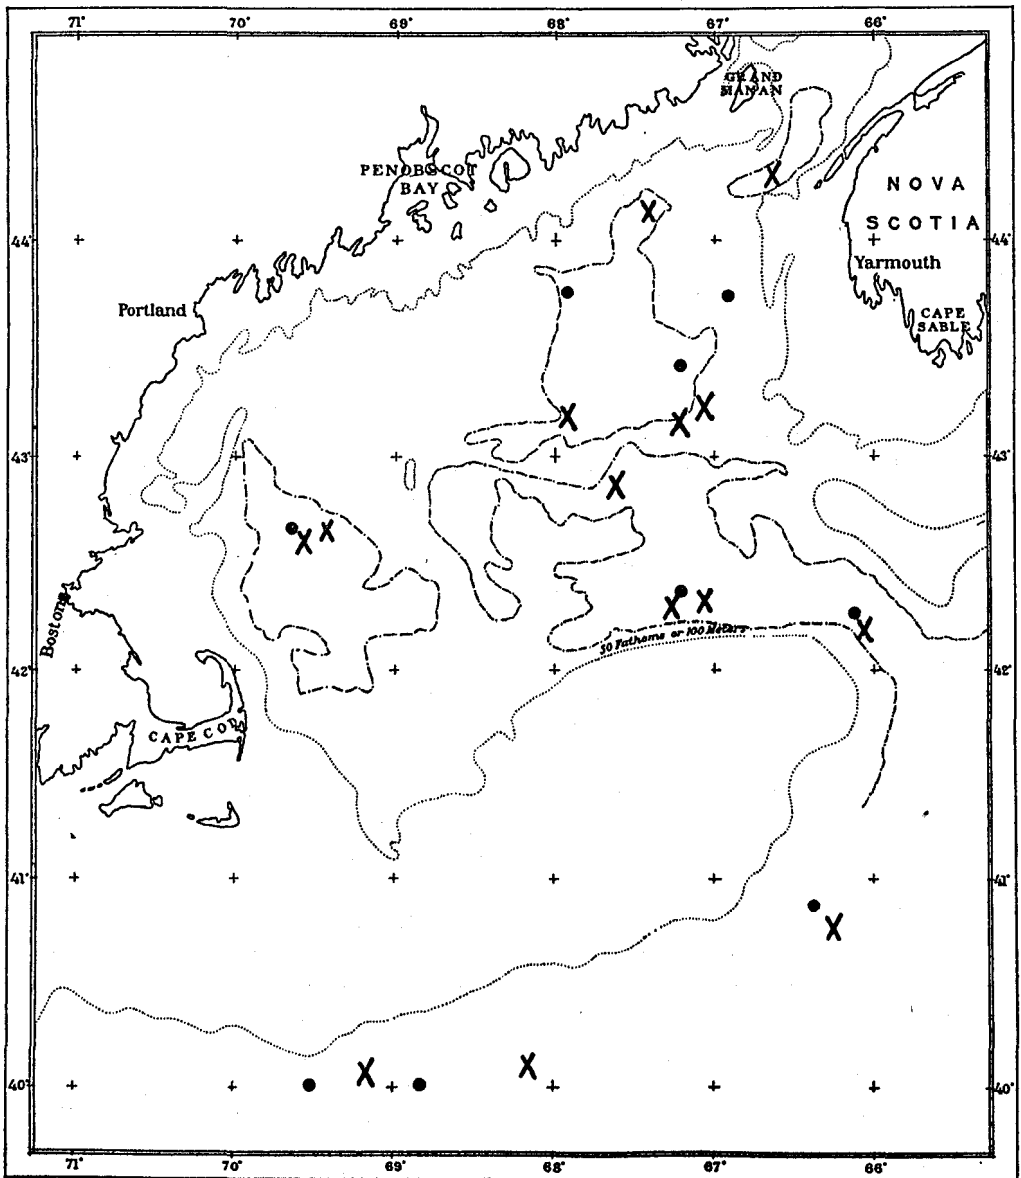 71° 70° 69° 68° 67° 66°
GRAND
MANAN
PENOBSCOT
BAY
NOVA
SCOTIA
44° 44°
Yarmouth
Portland
CAPE
SABLE
43° 43°
Boston
50 Fathoms or 100 Meters
42° 42°
CAPE COD
41° 41°
40° 40°
71° 70° 69° 68° 67° 66°